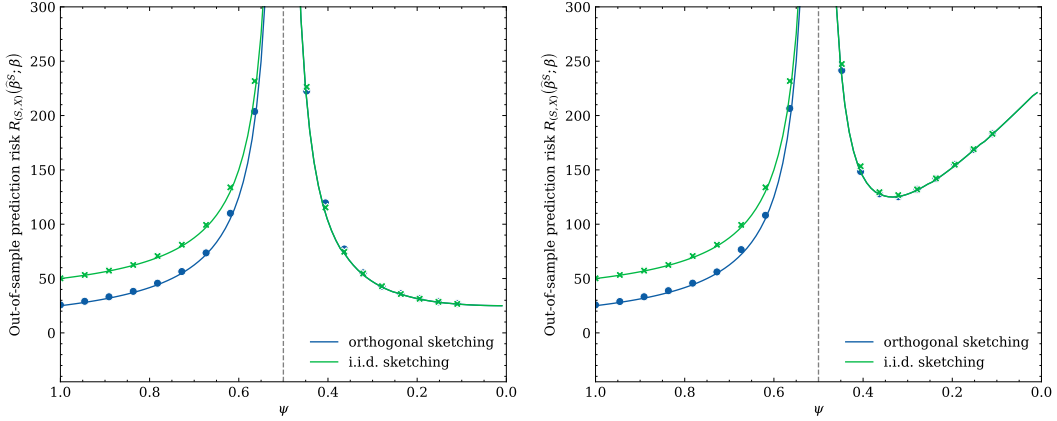 300
250
200
150
100
50
0
Out-of-sample prediction risk R_(S,X)(β̂^S; β)
orthogonal sketching
i.i.d. sketching
1.0 0.8 0.6 0.4 0.2 0.0
ψ
300
250
200
150
100
50
0
Out-of-sample prediction risk R_(S,X)(β̂^S; β)
orthogonal sketching
i.i.d. sketching
1.0 0.8 0.6 0.4 0.2 0.0
ψ